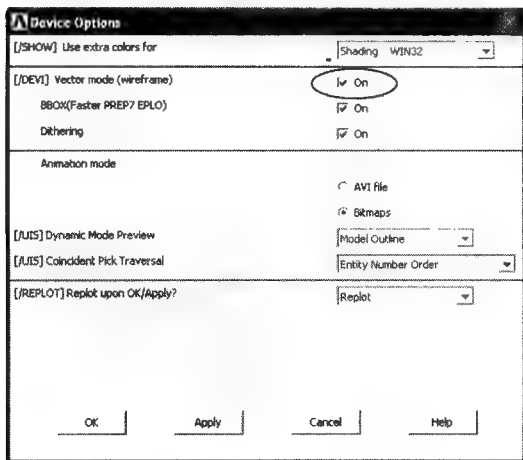 Device Options
[/SHOW] Use extra colors for Shading WIN32
[/DEVI] Vector mode (wireframe) On
BBOX(Faster PREP7 EPLO) On
Dithering On
Animation mode
AVI file
Bitmaps
[/UIS] Dynamic Mode Preview Model Outline
[/UIS] Coincident Pick Traversal Entity Number Order
[/REPLOT] Replot upon OK/Apply? Replot
OK Apply Cancel Help